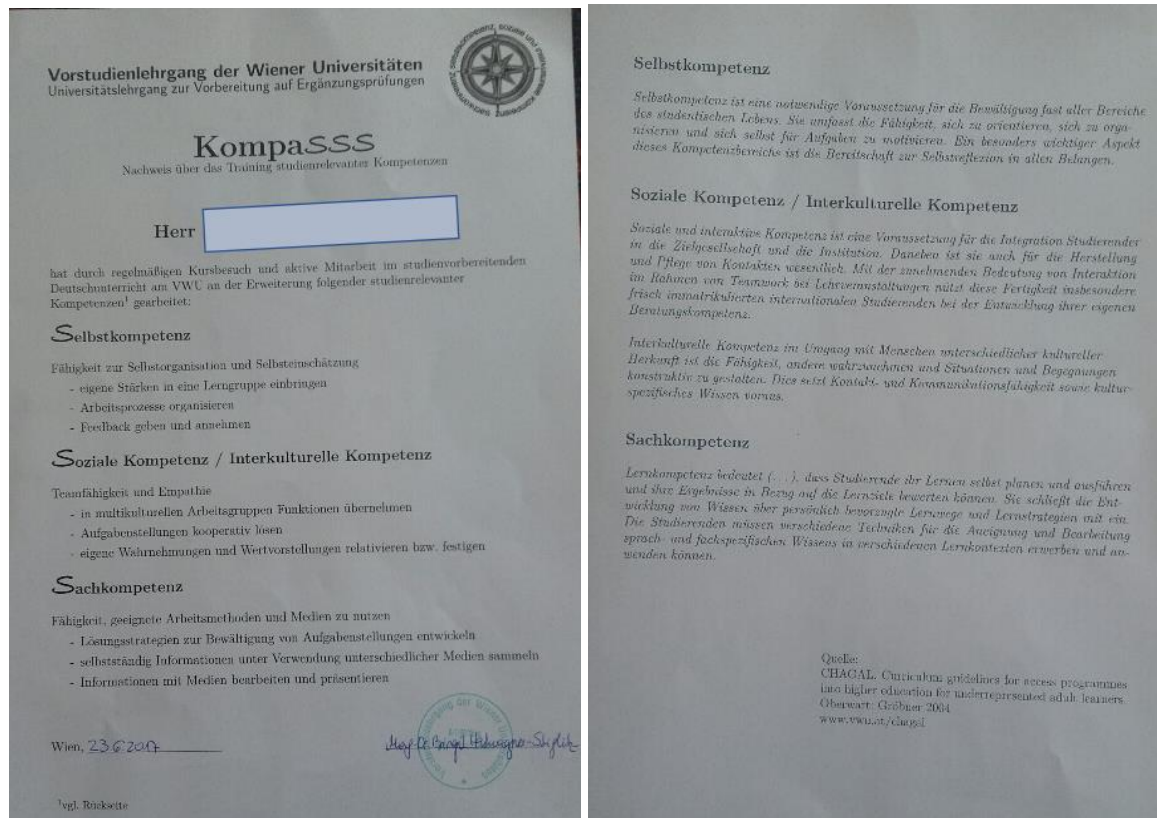 Vorstudienlehrgang der Wiener Universitäten
Universitätslehrgang zur Vorbereitung auf Ergänzungsprüfungen
KompaSSS
Nachweis über das Training studienrelevanter Kompetenzen
Herr
hat durch regelmäßigen Kursbesuch und aktive Mitarbeit im studienvorbereitenden
Deutschunterricht am VWU an der Erweiterung folgender studienrelevanter
Kompetenzen¹ gearbeitet:
Selbstkompetenz
Fähigkeit zur Selbstorganisation und Selbsteinschätzung
- eigene Stärken in eine Lerngruppe einbringen
- Arbeitsprozesse organisieren
- Feedback geben und annehmen
Soziale Kompetenz / Interkulturelle Kompetenz
Teamfähigkeit und Empathie
- in multikulturellen Arbeitsgruppen Funktionen übernehmen
- Aufgabenstellungen kooperativ lösen
- eigene Wahrnehmungen und Wertvorstellungen relativieren bzw. festigen
Sachkompetenz
Fähigkeit, geeignete Arbeitsmethoden und Medien zu nutzen
- Lösungsstrategien zur Bewältigung von Aufgabenstellungen entwickeln
- selbstständig Informationen unter Verwendung unterschiedlicher Medien sammeln
- Informationen mit Medien bearbeiten und präsentieren
Wien, 23.6.2017
¹vgl. Rückseite
Selbstkompetenz
Selbstkompetenz ist eine notwendige Voraussetzung für die Bewältigung fast aller Bereiche
des studentischen Lebens. Sie umfasst die Fähigkeit, sich zu orientieren, sich zu orga-
nisieren und sich selbst für Aufgaben zu motivieren. Ein besonders wichtiger Aspekt
dieses Kompetenzbereichs ist die Bereitschaft zur Selbstreflexion in allen Belangen.
Soziale Kompetenz / Interkulturelle Kompetenz
Soziale und interaktive Kompetenz ist eine Voraussetzung für die Integration Studierender
in die Zielgesellschaft und die Institution. Daneben ist sie auch für die Herstellung
und Pflege von Kontakten wesentlich. Mit der zunehmenden Bedeutung von Interaktion
im Rahmen von Teamwork bei Lehrveranstaltungen nützt diese Fertigkeit insbesondere
frisch immatrikulierten internationalen Studierenden bei der Entwicklung ihrer eigenen
Beratungskompetenz.
Interkulturelle Kompetenz im Umgang mit Menschen unterschiedlicher kultureller
Herkunft ist die Fähigkeit, andere wahrzunehmen und Situationen und Begegnungen
konstruktiv zu gestalten. Dies setzt Kontakt- und Kommunikationsfähigkeit sowie kultur-
spezifisches Wissen voraus.
Sachkompetenz
Lernkompetenz bedeutet (...), dass Studierende ihr Lernen selbst planen und ausführen
und ihre Ergebnisse in Bezug auf die Lernziele bewerten können. Sie schließt die Ent-
wicklung von Wissen über persönlich bevorzugte Lernwege und Lernstrategien mit ein.
Die Studierenden müssen verschiedene Techniken für die Aneignung und Bearbeitung
sprach- und fachspezifischen Wissens in verschiedenen Lernkontexten erwerben und an-
wenden können.
Quelle:
CHAGAL. Curriculum guidelines for access programmes
into higher education for underrepresented adult learners
Oberwart: Gröbner 2004
www.vwu.at/chagal